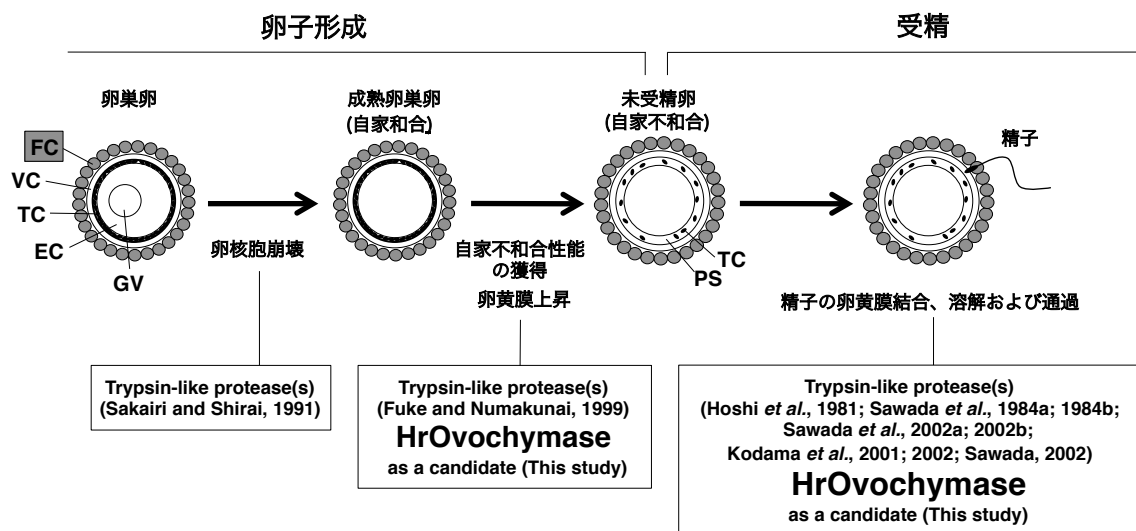 卵子形成
受精
卵巣卵
成熟卵巣卵
(自家和合)
未受精卵
(自家不和合)
精子
FC
VC
TC
EC
GV
TC
PS
卵核胞崩壊
自家不和合性能
の獲得
卵黄膜上昇
精子の卵黄膜結合、溶解および通過
Trypsin-like protease(s)
(Sakairi and Shirai, 1991)
Trypsin-like protease(s)
(Fuke and Numakunai, 1999)
HrOvochymase
as a candidate (This study)
Trypsin-like protease(s)
(Hoshi et al., 1981; Sawada et al., 1984a; 1984b;
Sawada et al., 2002a; 2002b;
Kodama et al., 2001; 2002; Sawada, 2002)
HrOvochymase
as a candidate (This study)